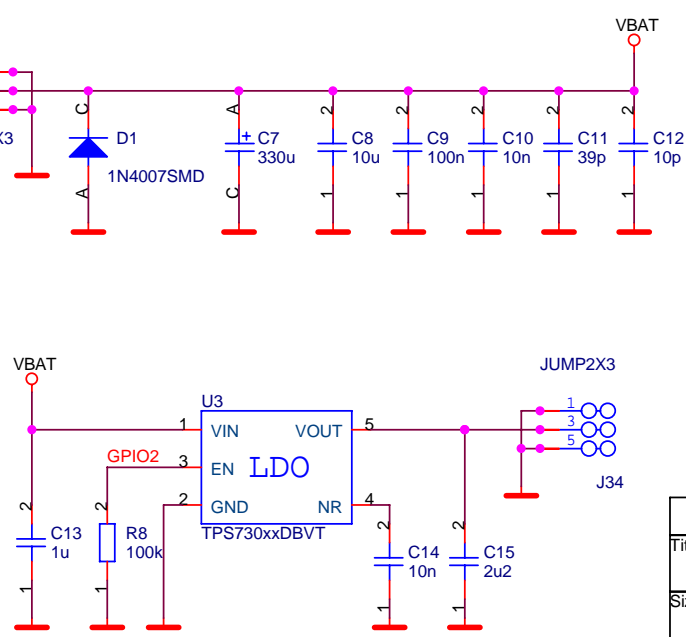 VBAT
C
A
2
2
2
2
2
X3
D1
+
C7
C8
C9
C10
C11
C12
330u
10u
100n
10n
39p
10p
1N4007SMD
A
C
1
1
1
1
1
VBAT
JUMP2X3
U3
1
VIN
VOUT
5
1
3
5
GPIO2
3
EN
LDO
2
GND
NR
4
J34
TPS730xxDBVT
2
2
2
2
C13
1u
R8
100k
C14
10n
C15
2u2
1
1
1
1